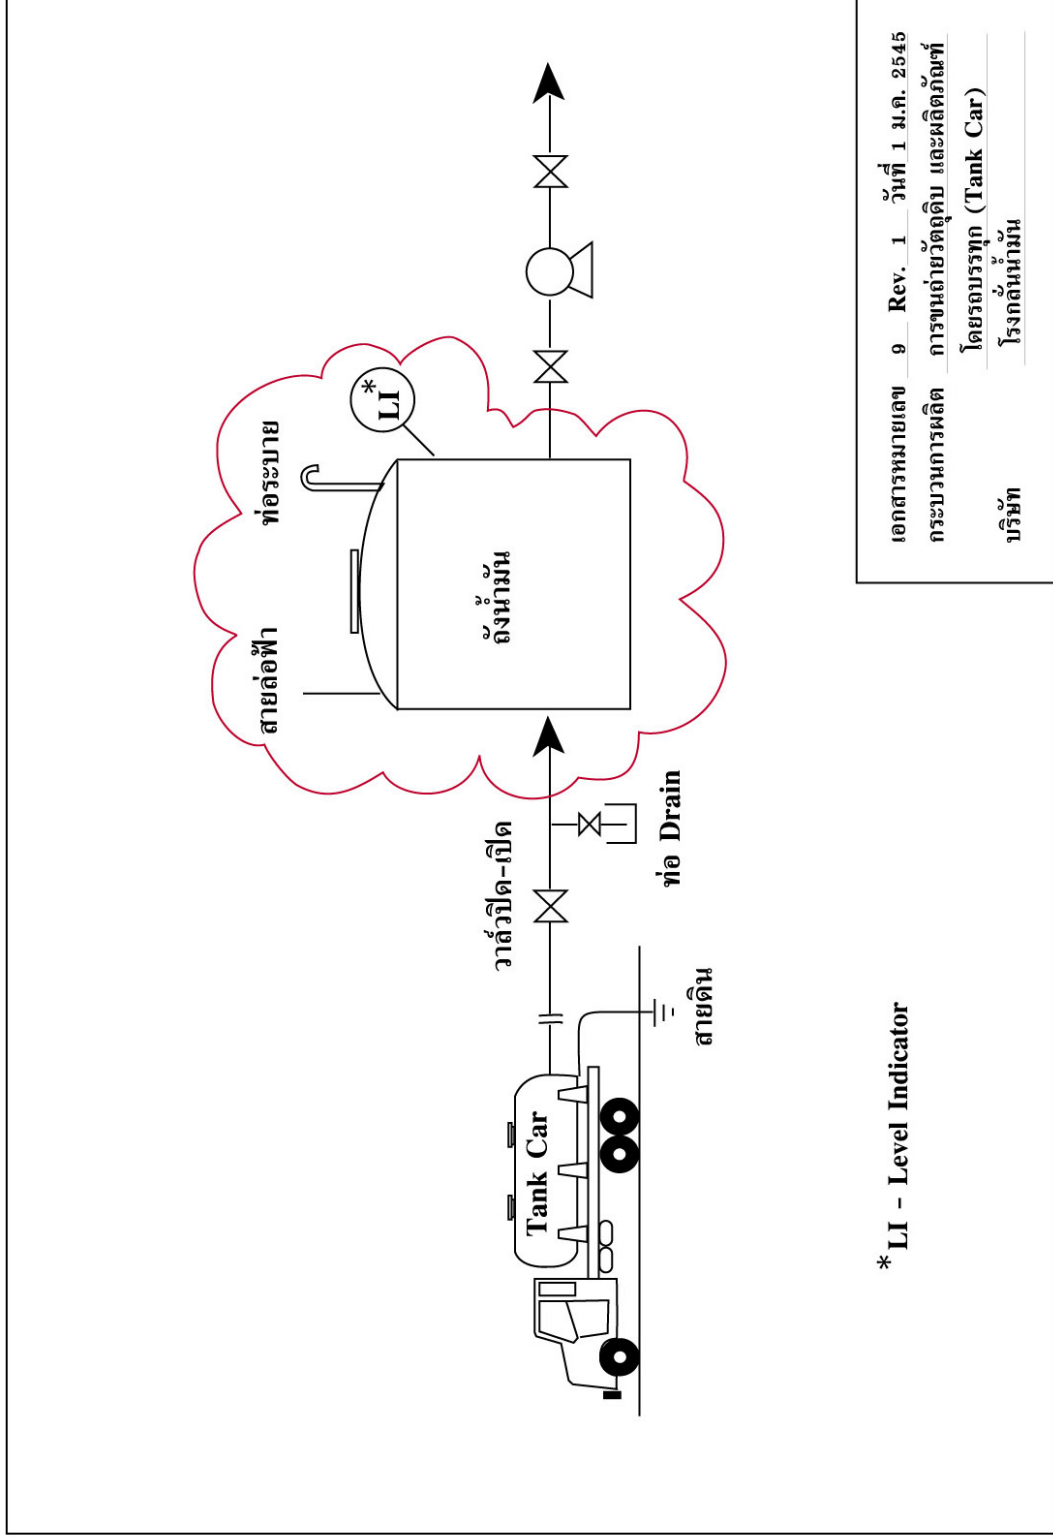 ท่อระบาย
สายล่อฟ้า
LI*
ถังน้ำมัน
วาล์วปิด-เปิด
ท่อ Drain
Tank Car
สายดิน
*LI - Level Indicator
เอกสารหมายเลข 9 Rev. 1 วันที่ 1 ม.ค. 2545
กระบวนการผลิต การขนถ่ายวัตถุดิบ และผลิตภัณฑ์
โดยรถบรรทุก (Tank Car)
บริษัท โรงกลั่นน้ำมัน